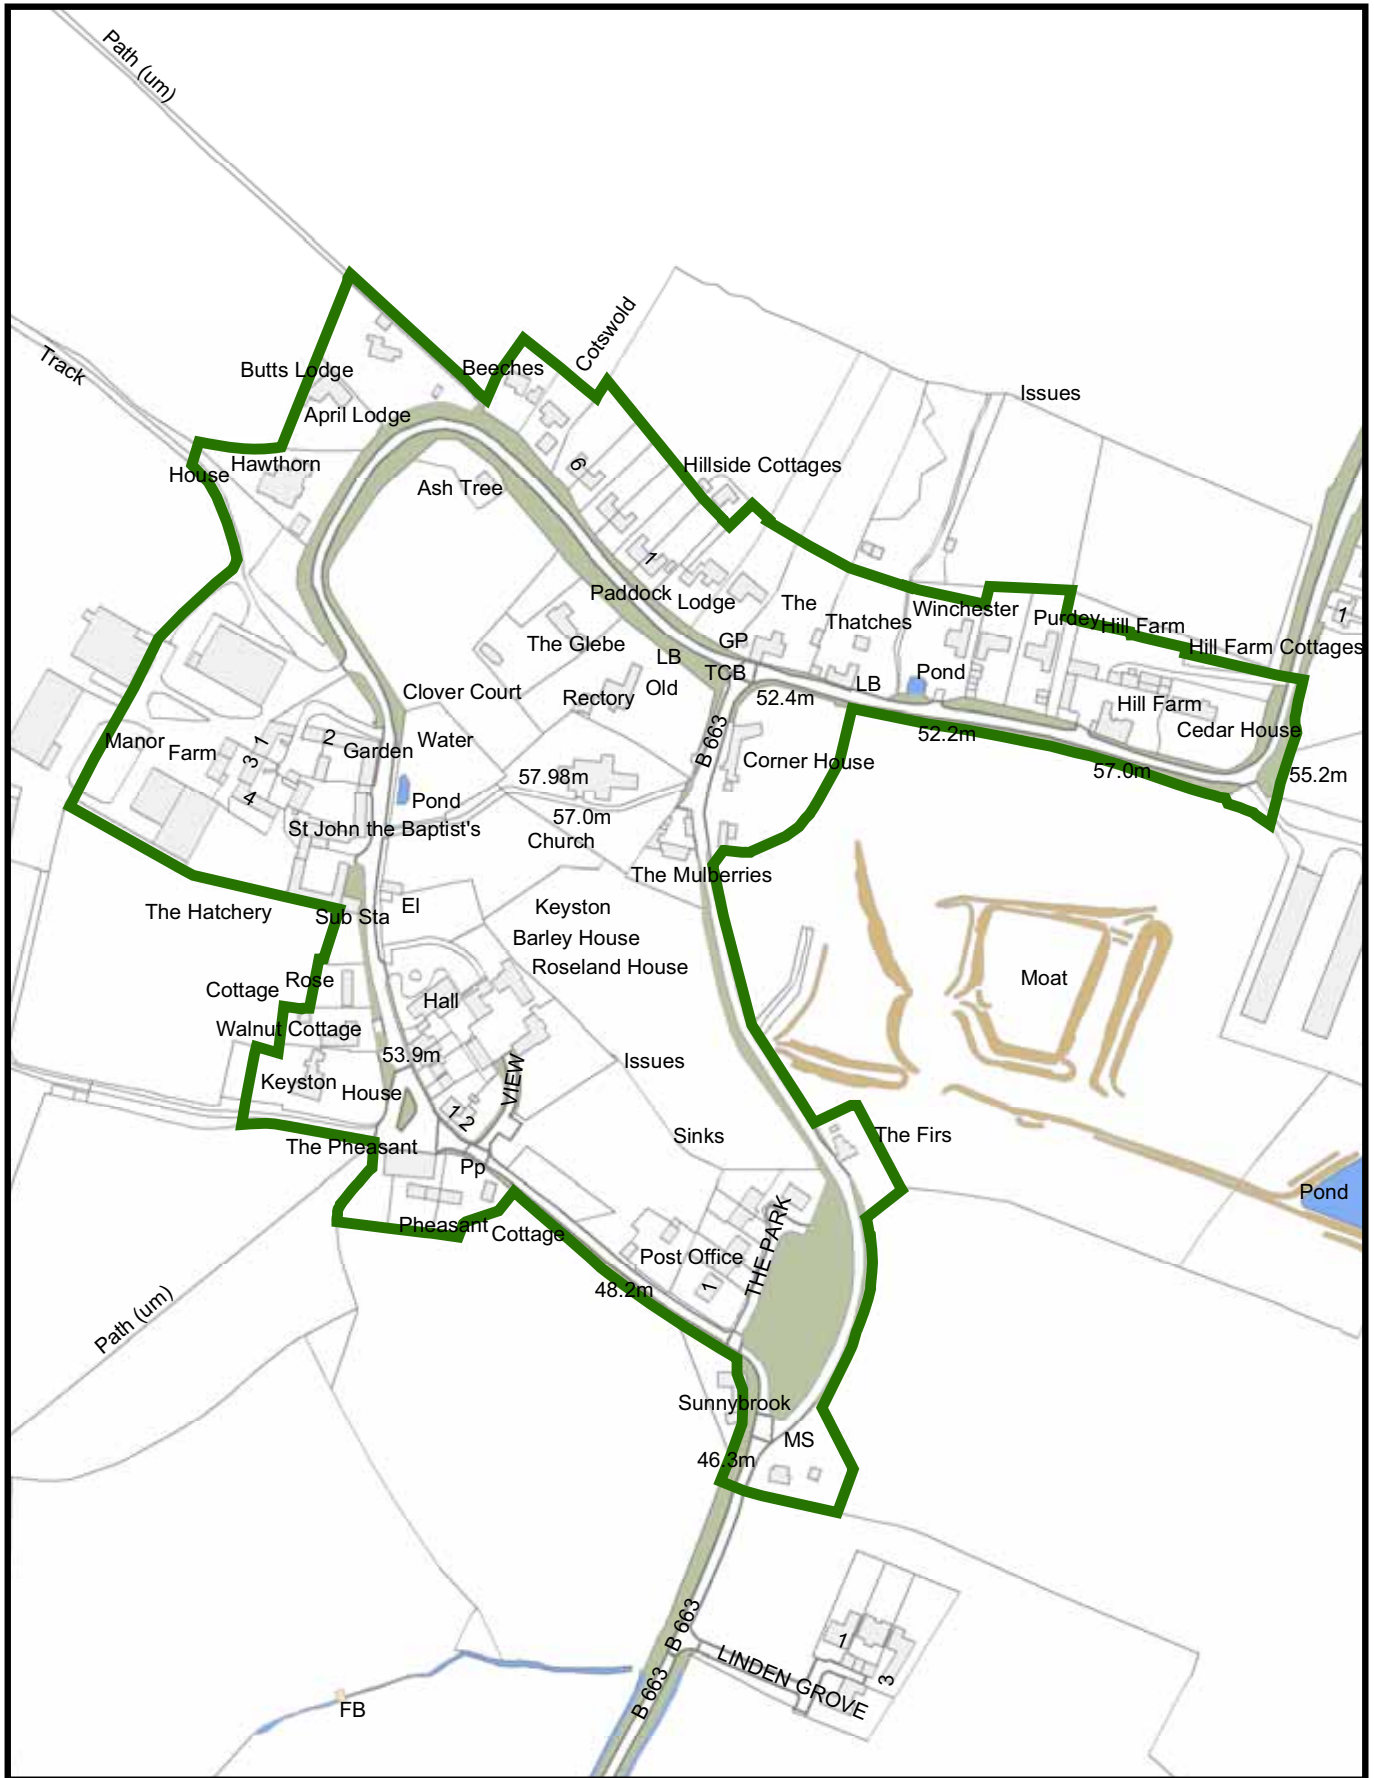 Path (um)
Cotswold
Track
Butts Lodge
Beeches
Issues
April Lodge
Hawthorn
House
6
Hillside Cottages
Ash Tree
1
Paddock
Lodge
The
Thatches
Winchester
Purdey
Hill Farm
1
Hill Farm Cottages
The Glebe
GP
LB
TCB
Old
Rectory
52.4m
LB
Pond
Hill Farm
Cedar House
Clover Court
B 663
52.2m
Water
Garden
2
1
3
4
Manor
Farm
57.98m
Corner House
57.0m
55.2m
Pond
57.0m
St John the Baptist's
Church
The Mulberries
The Hatchery
Sub Sta
El
Keyston
Barley House
Roseland House
Rose
Cottage
Hall
Moat
Walnut Cottage
53.9m
Issues
VIEW
Keyston
House
1
2
Sinks
The Firs
The Pheasant
Pp
Pond
Pheasant
Cottage
THE PARK
Post Office
1
48.2m
Path (um)
Sunnybrook
MS
46.3m
B 663
1
3
LINDEN GROVE
B 663
FB